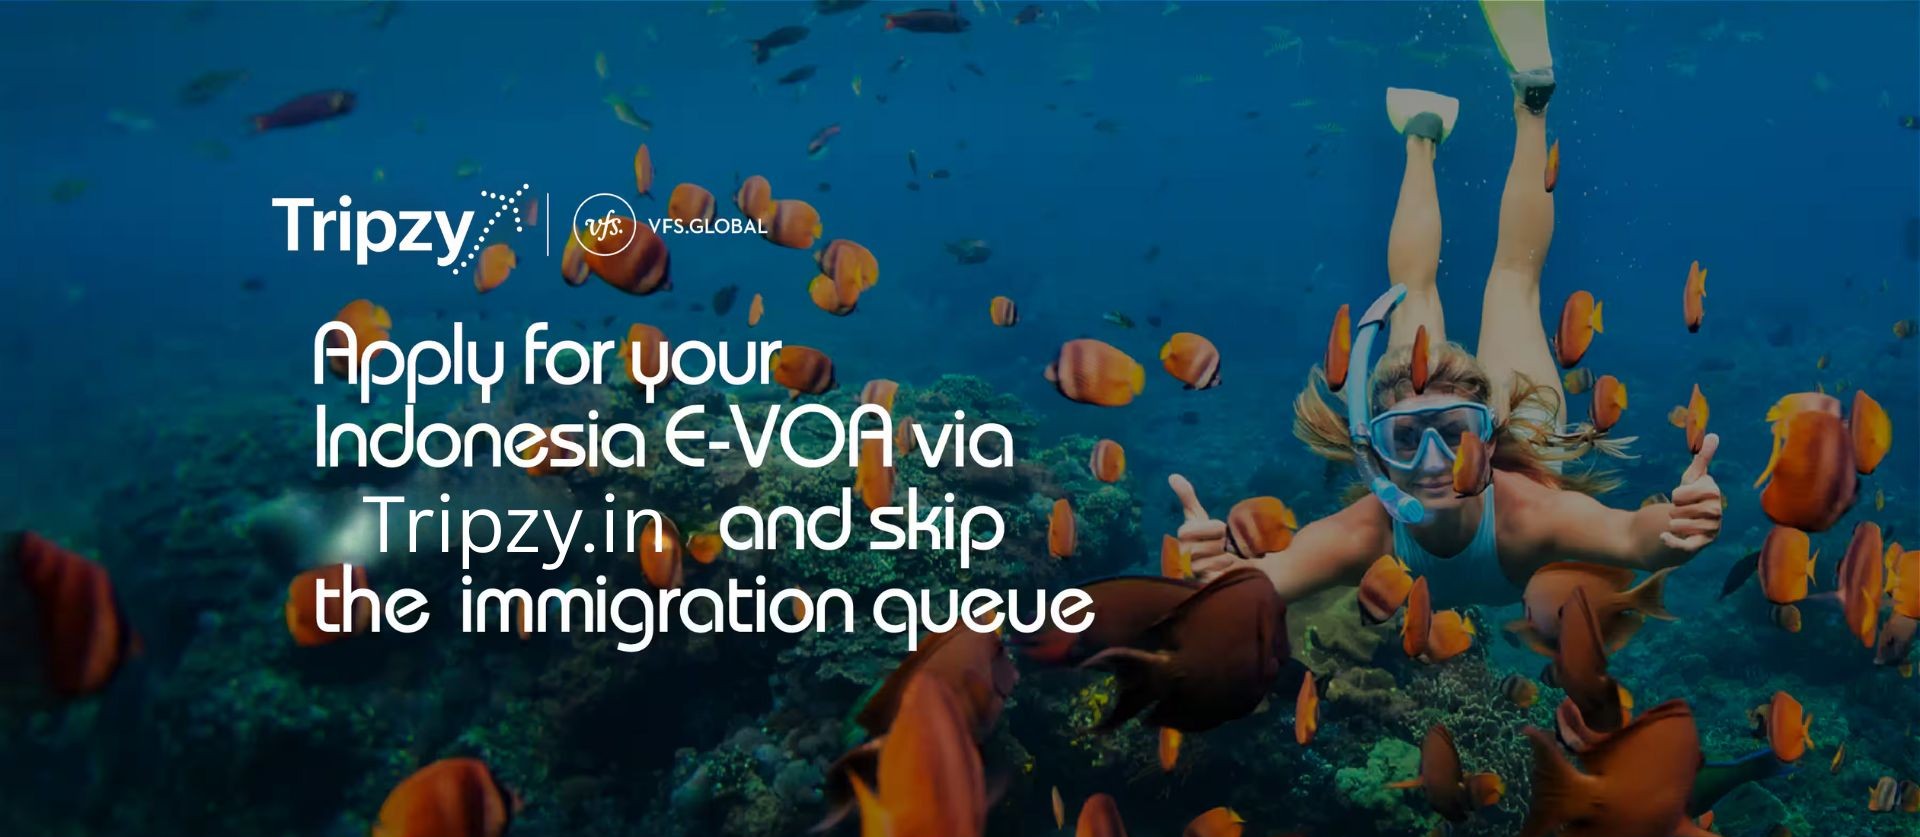 Tripzy
vfs. VFS.GLOBAL
Apply for your
Indonesia E-VOA via
Tripzy.in and skip
the immigration queue